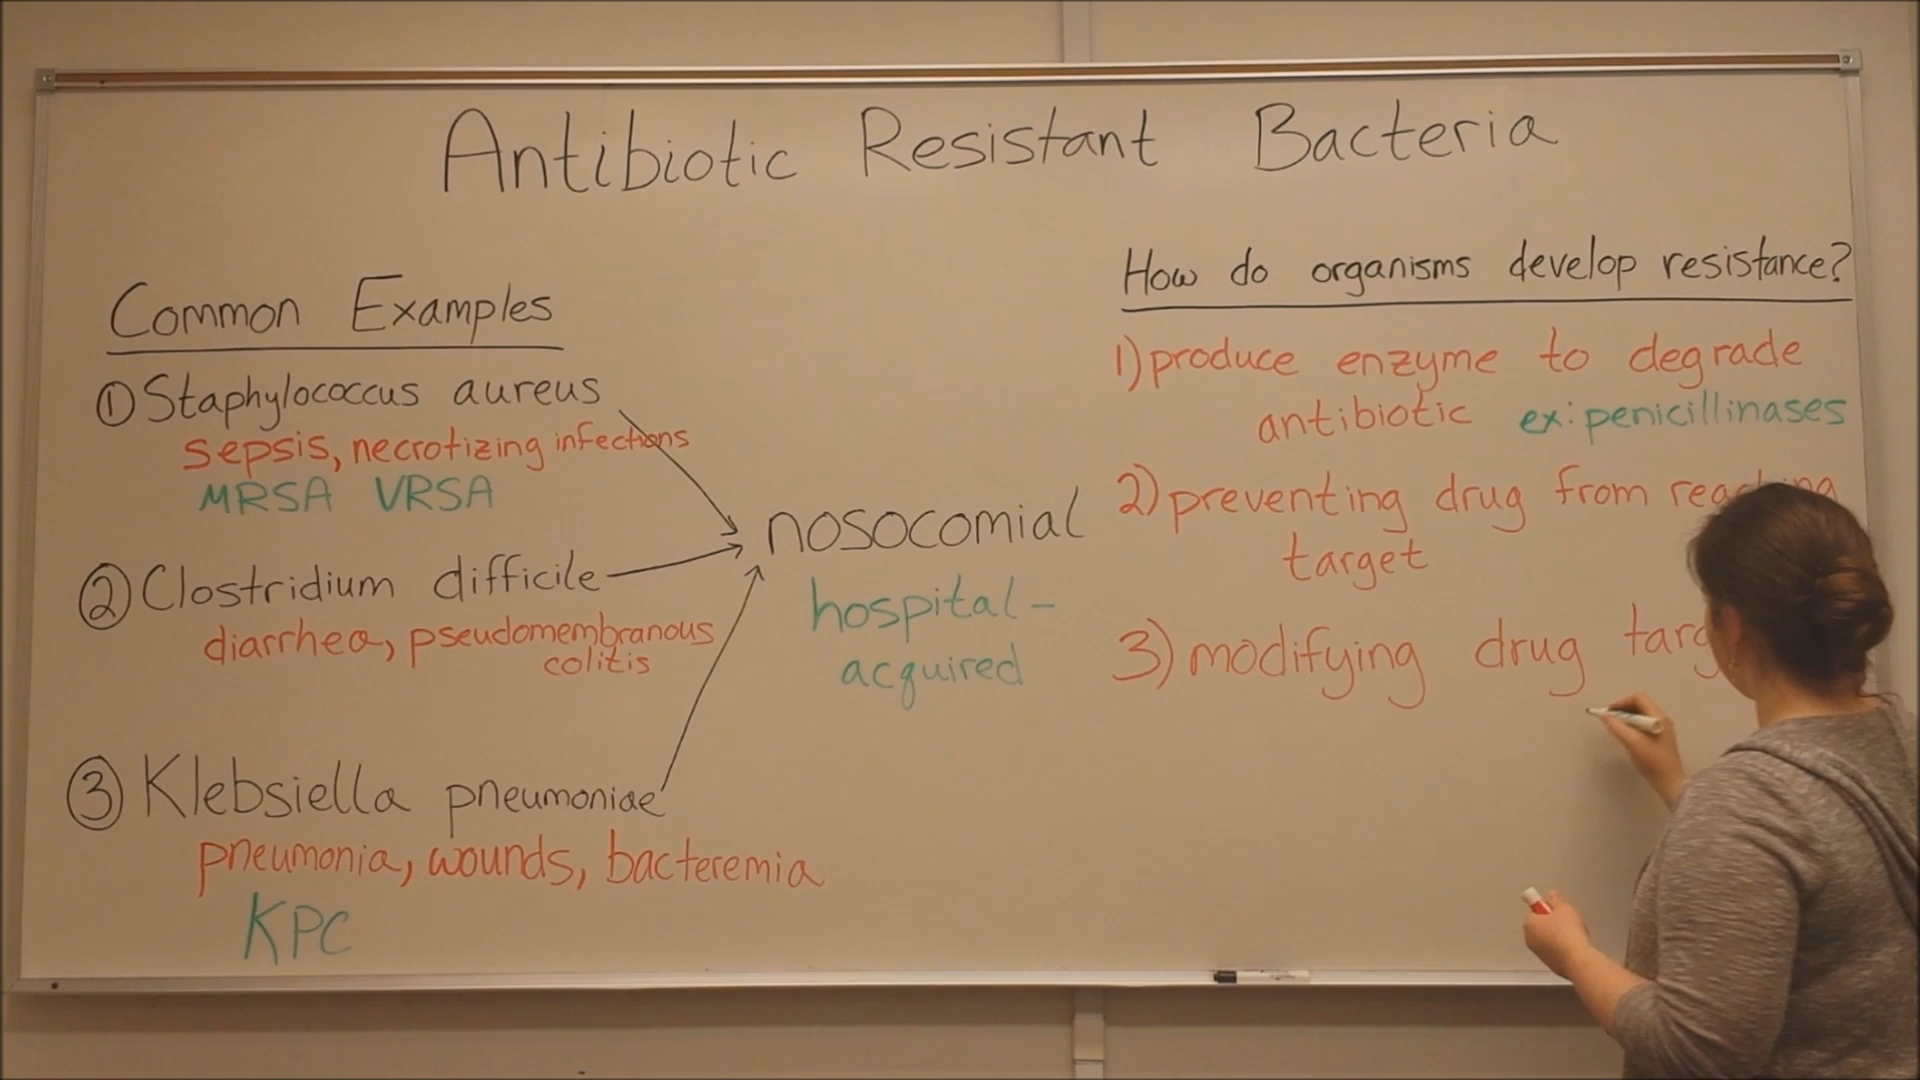 Antibiotic Resistant Bacteria
Common Examples
① Staphylococcus aureus
sepsis, necrotizing infections
MRSA VRSA
② Clostridium difficile
diarrhea, pseudomembranous
colitis
③ Klebsiella pneumoniae
pneumonia, wounds, bacteremia
KPC
nosocomial
hospital-
acquired
How do organisms develop resistance?
1) produce enzyme to degrade
antibiotic ex: penicillinases
2) preventing drug from
target
3) modifying drug